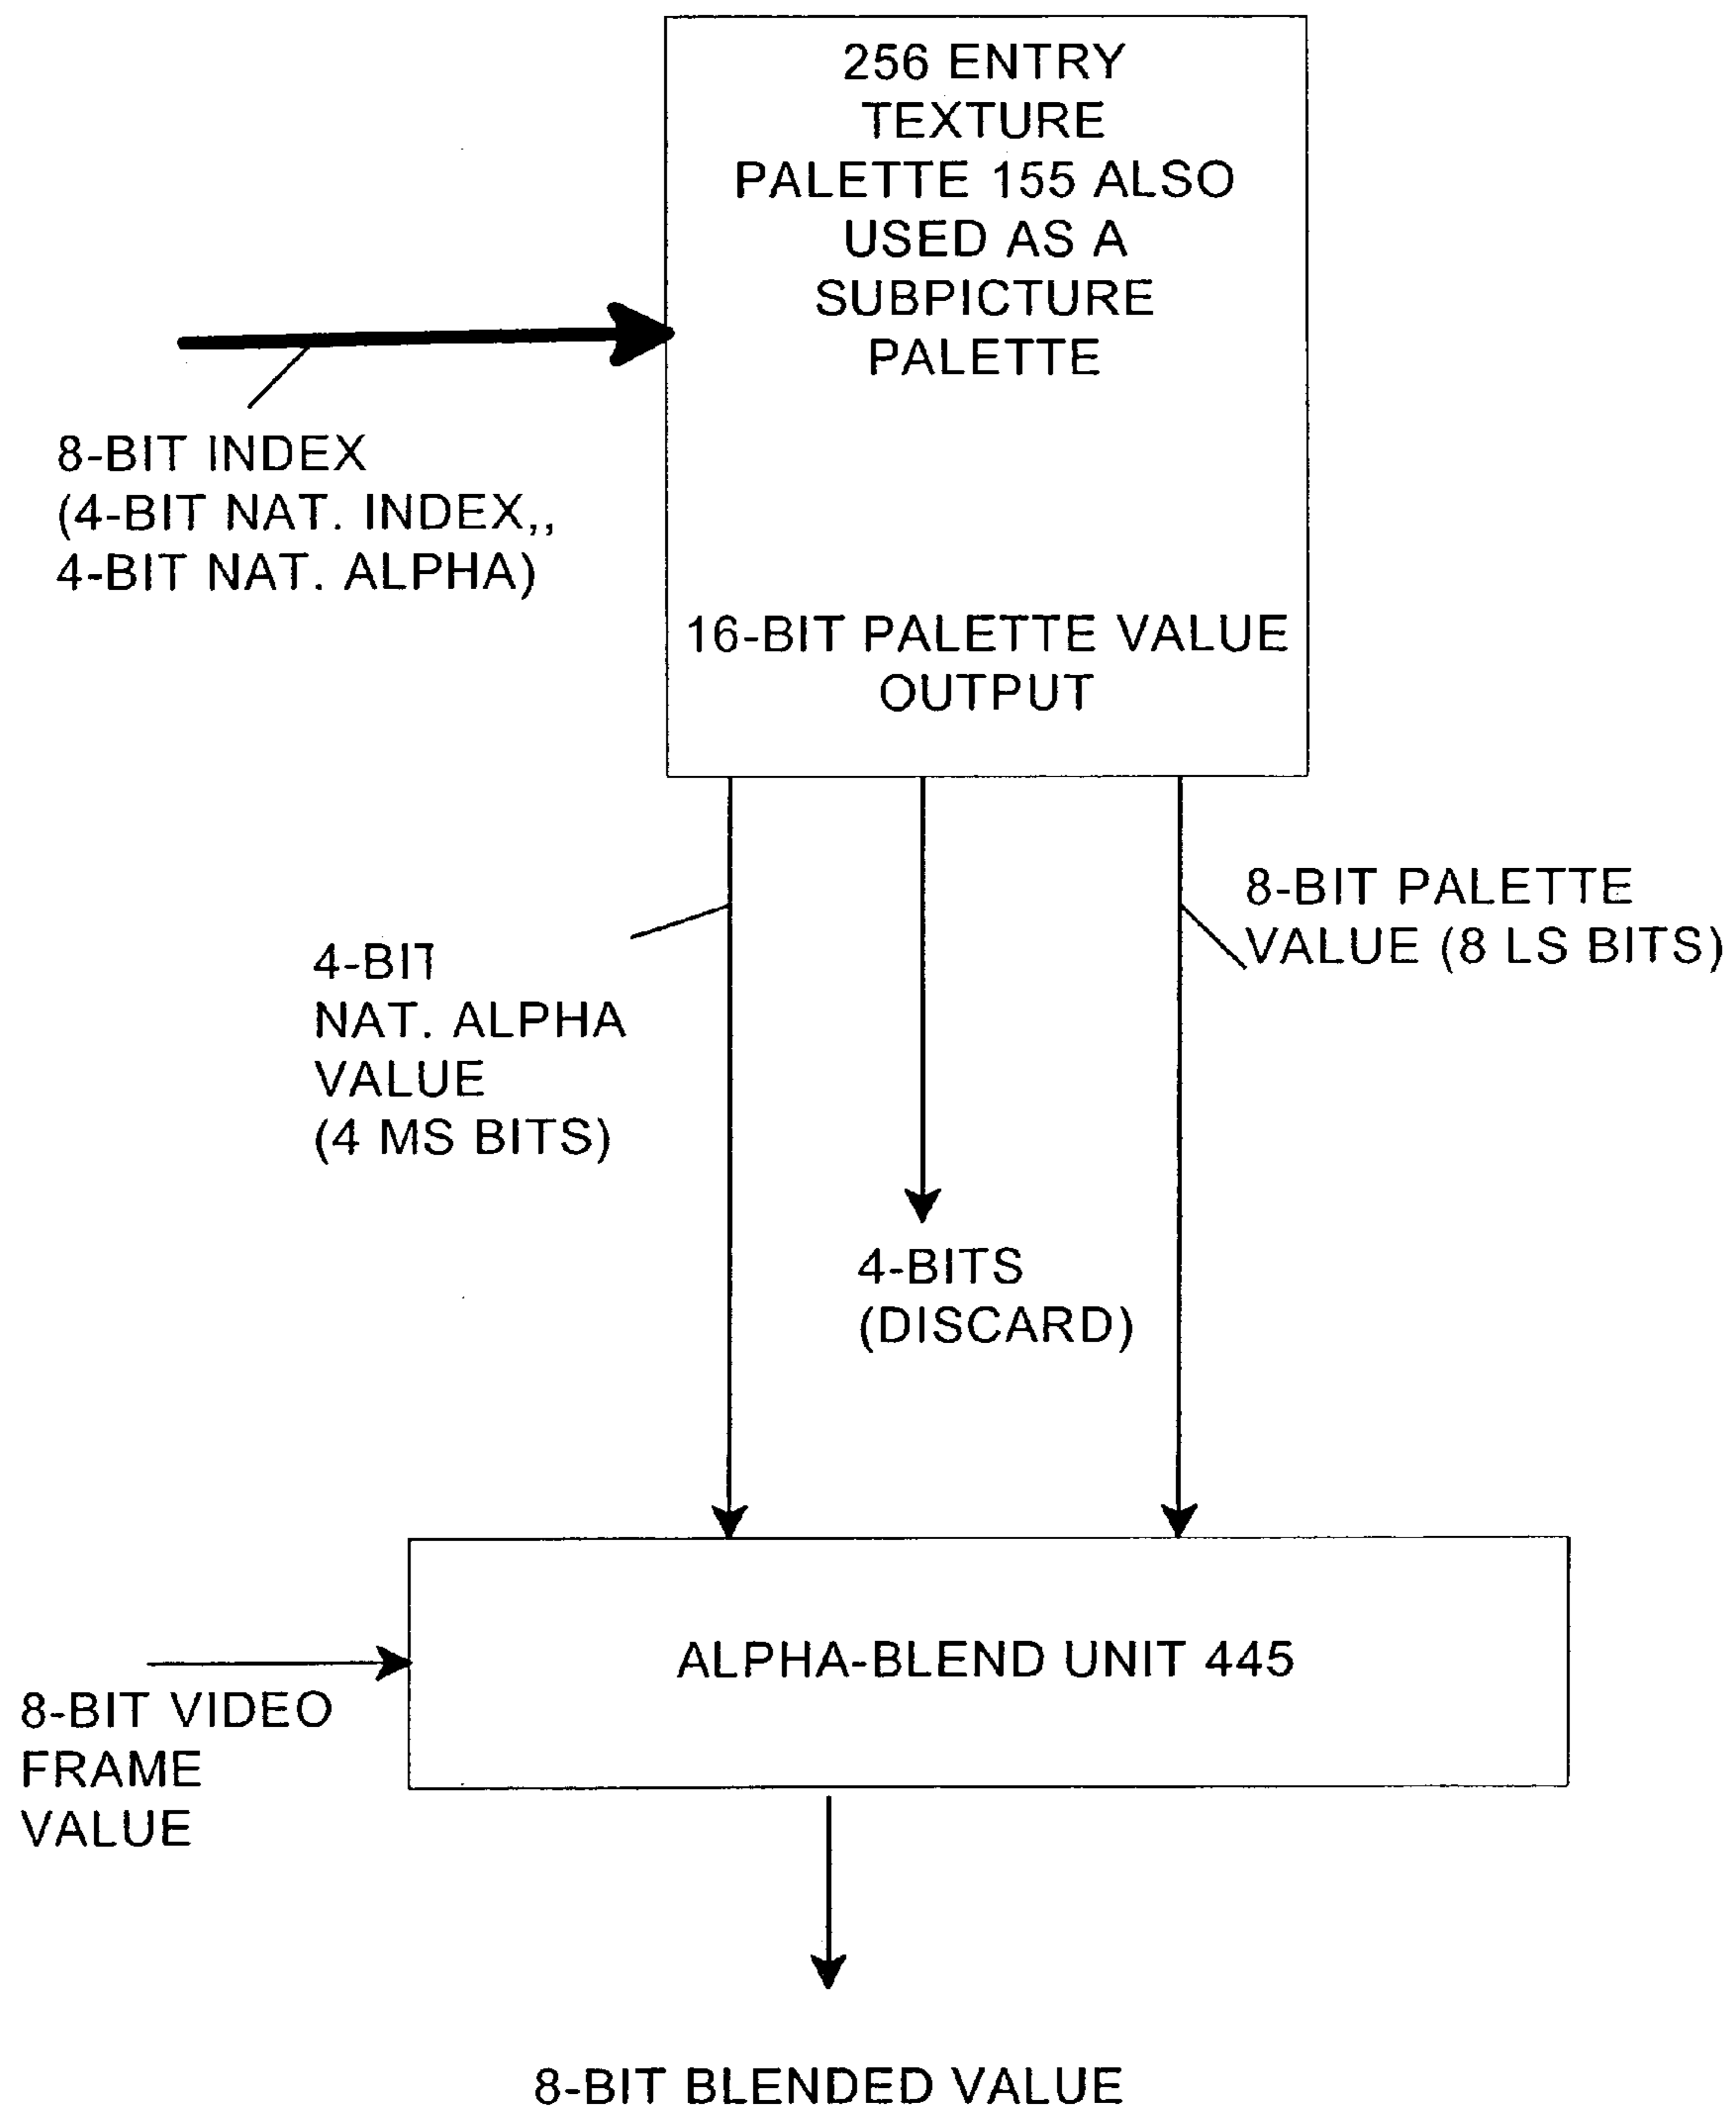 256 ENTRY
TEXTURE
PALETTE 155 ALSO
USED AS A
SUBPICTURE
PALETTE
8-BIT INDEX
(4-BIT NAT. INDEX,,
4-BIT NAT. ALPHA)
16-BIT PALETTE VALUE
OUTPUT
8-BIT PALETTE
VALUE (8 LS BITS)
4-BIT
NAT. ALPHA
VALUE
(4 MS BITS)
4-BITS
(DISCARD)
ALPHA-BLEND UNIT 445
8-BIT VIDEO
FRAME
VALUE
8-BIT BLENDED VALUE